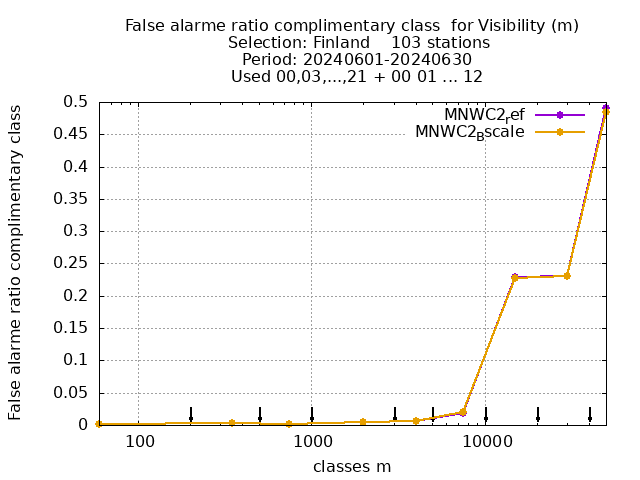 False alarme ratio complimentary class  for Visibility (m)
Selection: Finland    103 stations
Period: 20240601-20240630
Used 00,03,...,21 + 00 01 ... 12
False alarme ratio complimentary class
0.5
0.45
0.4
0.35
0.3
0.25
0.2
0.15
0.1
0.05
0
MNWC2ref
MNWC2Bscale
100
1000
10000
classes m